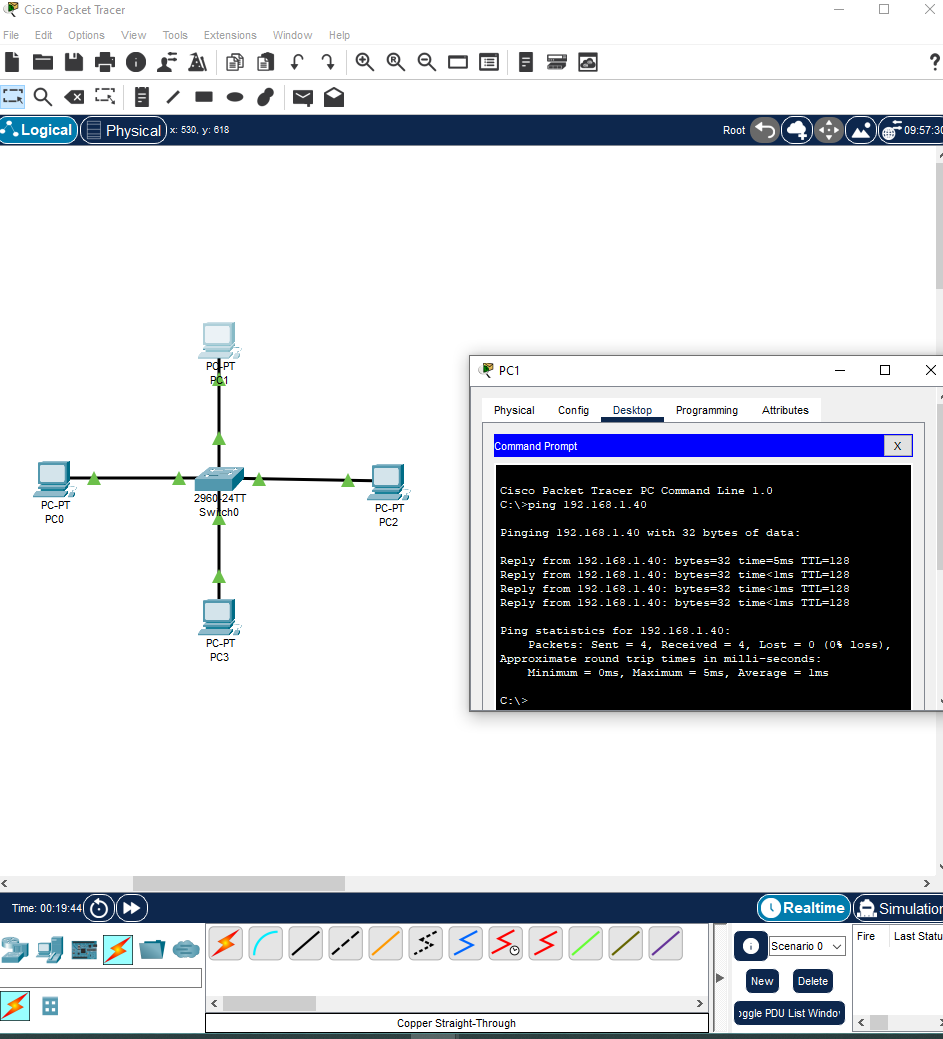 Cisco Packet Tracer
File Edit Options View Tools Extensions Window Help
Logical Physical x: 530, y: 618 Root 09:57:30
PC-PT
PC1
PC-PT
PC0
2960-24TT
Switch0
PC-PT
PC2
PC-PT
PC3
PC1
Physical Config Desktop Programming Attributes
Command Prompt X
Cisco Packet Tracer PC Command Line 1.0
C:\>ping 192.168.1.40
Pinging 192.168.1.40 with 32 bytes of data:
Reply from 192.168.1.40: bytes=32 time=5ms TTL=128
Reply from 192.168.1.40: bytes=32 time<1ms TTL=128
Reply from 192.168.1.40: bytes=32 time<1ms TTL=128
Reply from 192.168.1.40: bytes=32 time<1ms TTL=128
Ping statistics for 192.168.1.40:
Packets: Sent = 4, Received = 4, Lost = 0 (0% loss),
Approximate round trip times in milli-seconds:
Minimum = 0ms, Maximum = 5ms, Average = 1ms
C:\>
Time: 00:19:44 Realtime Simulation
Scenario 0
Fire Last Statu
New Delete
oggle PDU List Windo
Copper Straight-Through